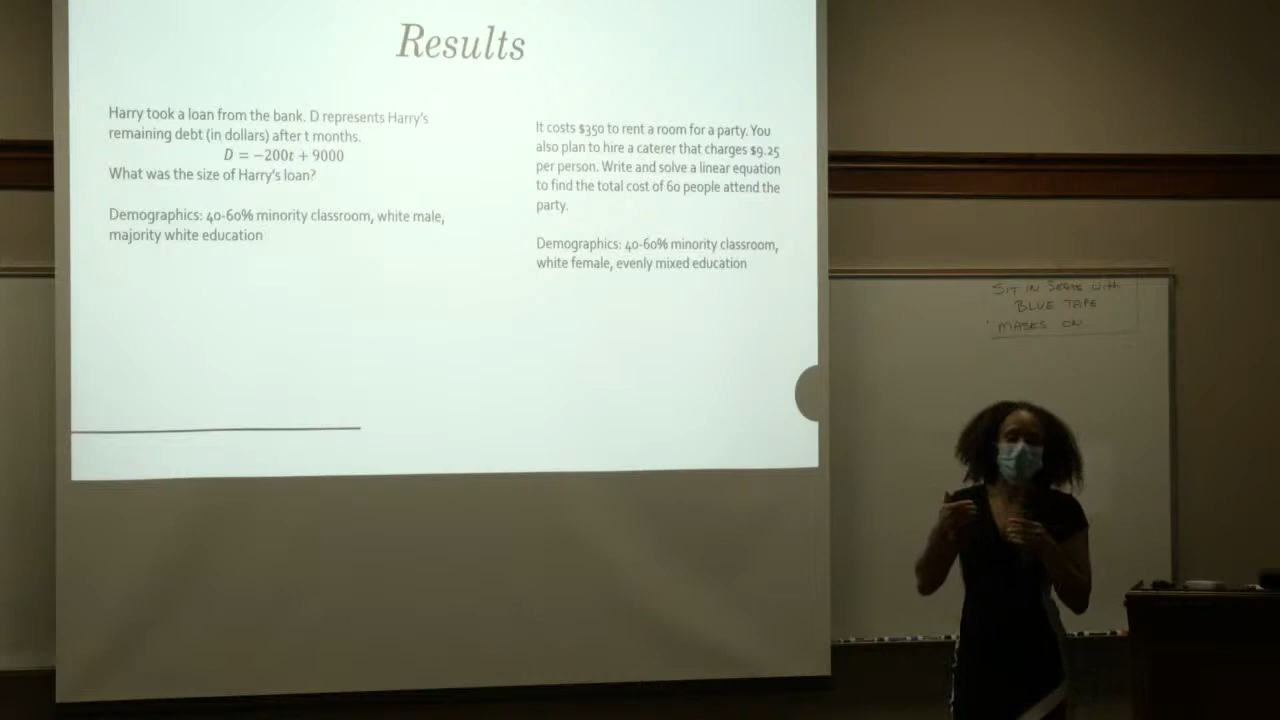 Results
Harry took a loan from the bank. D represents Harry's
remaining debt (in dollars) after t months.
D = −200t + 9000
What was the size of Harry's loan?
Demographics: 40-60% minority classroom, white male,
majority white education
It costs $350 to rent a room for a party. You
also plan to hire a caterer that charges $9.25
per person. Write and solve a linear equation
to find the total cost of 60 people attend the
party.
Demographics: 40-60% minority classroom,
white female, evenly mixed education
SIT IN SEATS with
BLUE TAPE
MASKS ON